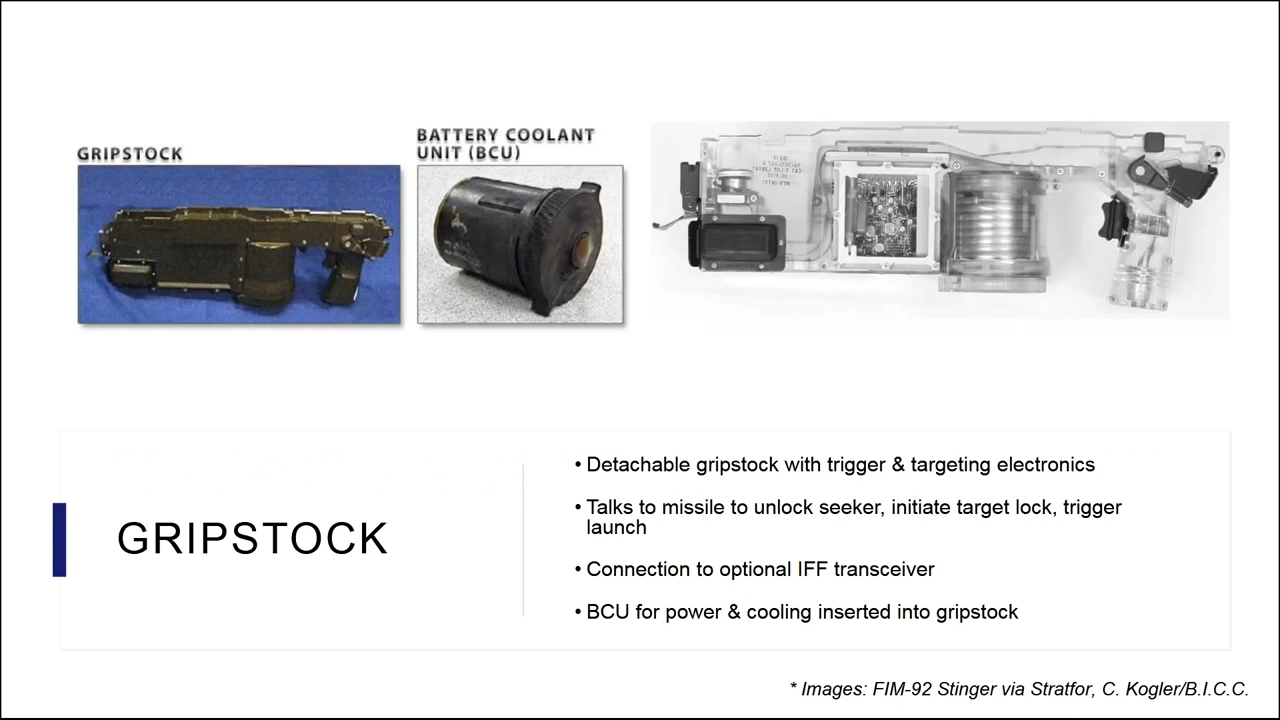 GRIPSTOCK
BATTERY COOLANT
UNIT (BCU)
GRIPSTOCK
• Detachable gripstock with trigger & targeting electronics
• Talks to missile to unlock seeker, initiate target lock, trigger
launch
• Connection to optional IFF transceiver
• BCU for power & cooling inserted into gripstock
* Images: FIM-92 Stinger via Stratfor, C. Kogler/B.I.C.C.